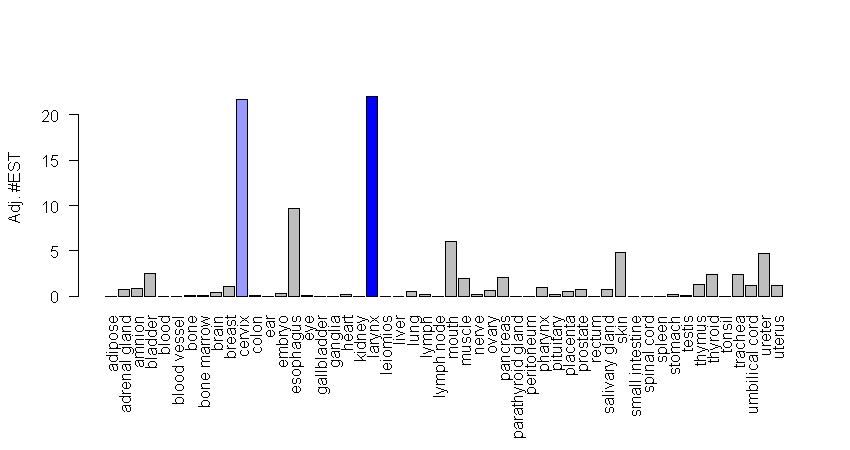 Adj. #EST
20
15
10
5
0
adipose
adrenal gland
amnion
bladder
blood
blood vessel
bone
bone marrow
brain
breast
cervix
colon
ear
embryo
esophagus
eye
gallbladder
ganglia
heart
kidney
larynx
leiomios
liver
lung
lymph
lymph node
mouth
muscle
nerve
ovary
pancreas
parathyroid gland
peritoneum
pharynx
pituitary
placenta
prostate
rectum
salivary gland
skin
small intestine
spinal cord
spleen
stomach
testis
thymus
thyroid
tonsil
trachea
umbilical cord
ureter
uterus